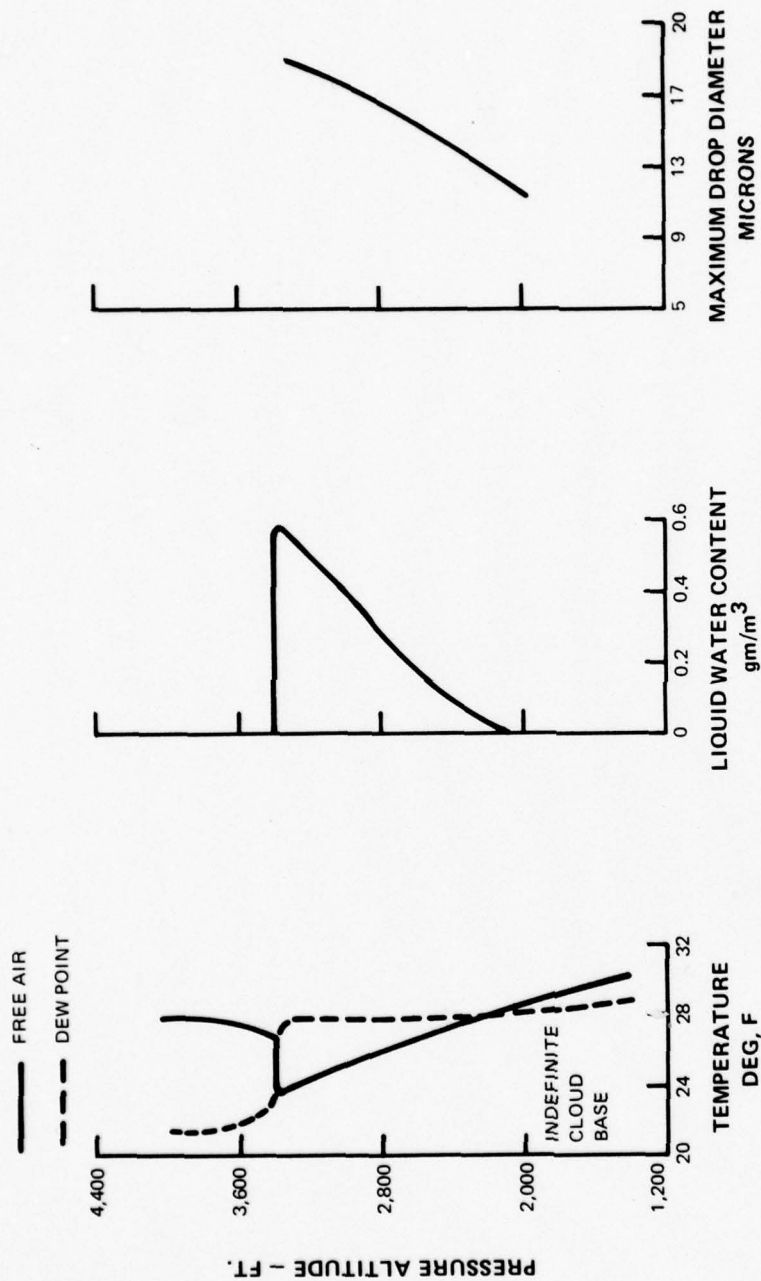 FREE AIR
DEW POINT
PRESSURE ALTITUDE – FT.
4,400
3,600
2,800
2,000
1,200
INDEFINITE
CLOUD
BASE
20
24
28
32
TEMPERATURE
DEG, F
0
0.2
0.4
0.6
LIQUID WATER CONTENT
gm/m³
5
9
13
17
20
MAXIMUM DROP DIAMETER
MICRONS